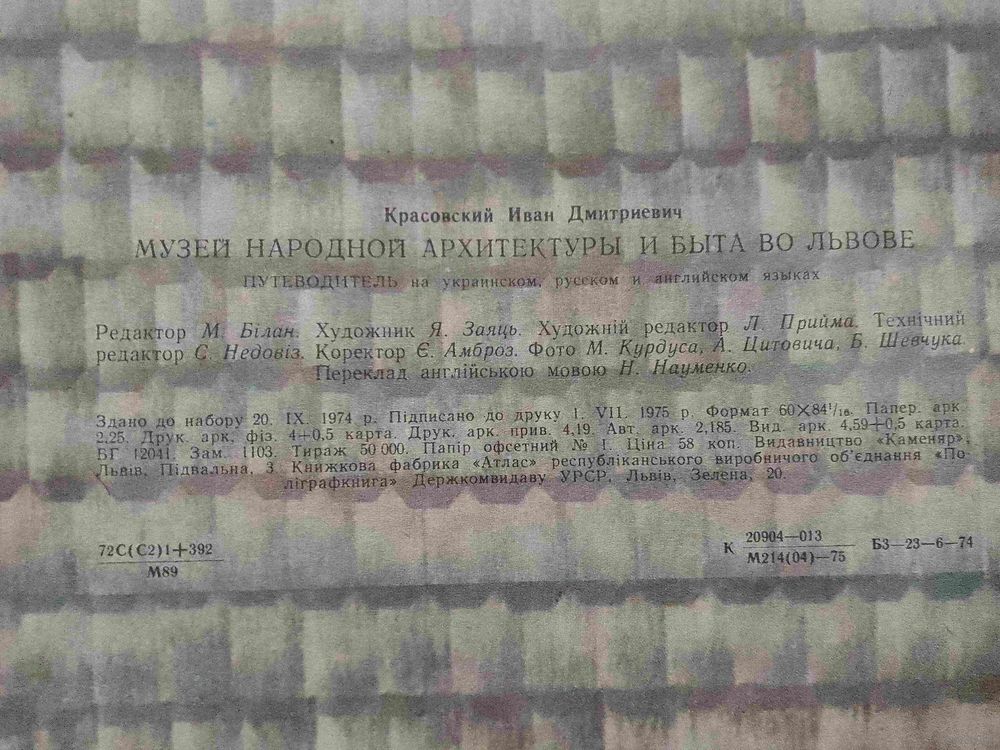 Красовский Иван Дмитриевич
МУЗЕЙ НАРОДНОЙ АРХИТЕКТУРЫ И БЫТА ВО ЛЬВОВЕ
ПУТЕВОДИТЕЛЬ на украинском, русском и английском языках
Редактор М. Білан. Художник Я. Заяць. Художній редактор Л. Прийма. Технічний
редактор С. Недовіз. Коректор Є. Амброз. Фото М. Курдуса, А. Цитовича, Б. Шевчука.
Переклад англійською мовою Н. Науменко.
Здано до набору 20. IX. 1974 р. Підписано до друку 1. VII. 1975 р. Формат 60×84¹/₁₆. Папер. арк.
2,25. Друк. арк. фіз. 4+0,5 карта. Друк. арк. прив. 4,19. Авт. арк. 2,185. Вид. арк. 4,59+0,5 карта.
БГ 12041. Зам. 1103. Тираж 50 000. Папір офсетний № 1. Ціна 58 коп. Видавництво «Каменяр»,
Львів, Підвальна, 3. Книжкова фабрика «Атлас» республіканського виробничого об’єднання «По-
ліграфкнига» Держкомвидаву УРСР, Львів, Зелена, 20.
72С(С2)1+392
М89
К 20904—013
М214(04)—75
БЗ—23—6—74